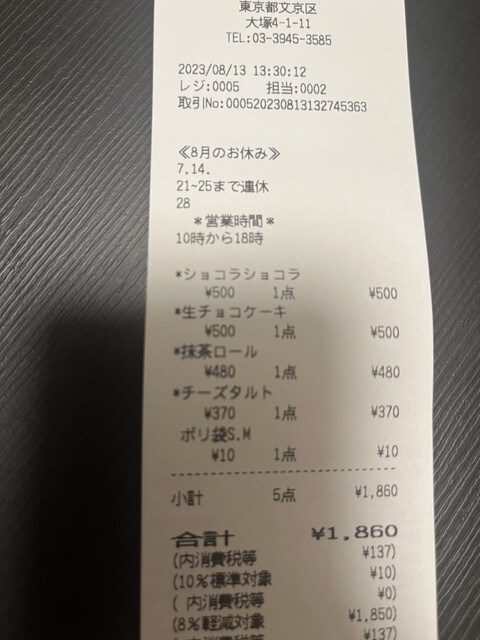 東京都文京区
大塚4-1-11
TEL:03-3945-3585
2023/08/13 13:30:12
レジ:0005 担当:0002
取引No:000520230813132745363
≪8月のお休み≫
7.14.
21~25まで連休
28
*営業時間*
10時から18時
*ショコラショコラ
¥500 1点 ¥500
*生チョコケーキ
¥500 1点 ¥500
*抹茶ロール
¥480 1点 ¥480
*チーズタルト
¥370 1点 ¥370
ポリ袋S.M
¥10 1点 ¥10
小計 5点 ¥1,860
合計 ¥1,860
(内消費税等 ¥137)
(10%標準対象 ¥10)
( 内消費税等 ¥0)
(8%軽減対象 ¥1,850)
( 内消費税等 ¥137)